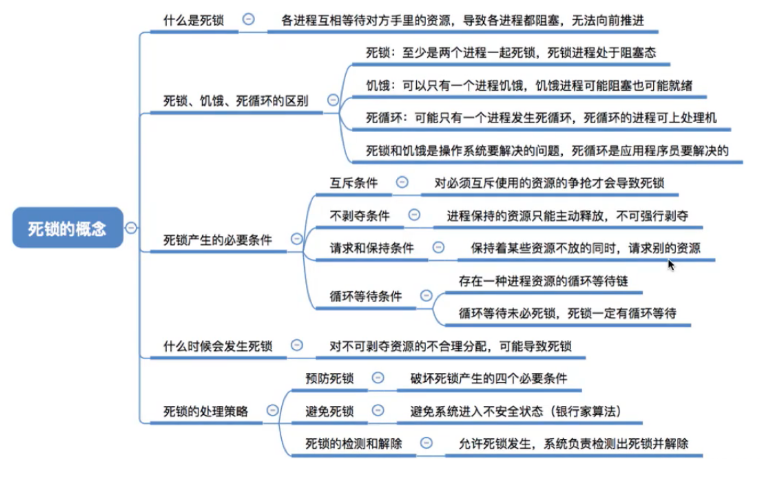 死锁的概念
什么是死锁
各进程互相等待对方手里的资源，导致各进程都阻塞，无法向前推进
死锁、饥饿、死循环的区别
死锁：至少是两个进程一起死锁，死锁进程处于阻塞态
饥饿：可以只有一个进程饥饿，饥饿进程可能阻塞也可能就绪
死循环：可能只有一个进程发生死循环，死循环的进程可上处理机
死锁和饥饿是操作系统要解决的问题，死循环是应用程序员要解决的
死锁产生的必要条件
互斥条件
对必须互斥使用的资源的争抢才会导致死锁
不剥夺条件
进程保持的资源只能主动释放，不可强行剥夺
请求和保持条件
保持着某些资源不放的同时，请求别的资源
循环等待条件
存在一种进程资源的循环等待链
循环等待未必死锁，死锁一定有循环等待
什么时候会发生死锁
对不可剥夺资源的不合理分配，可能导致死锁
死锁的处理策略
预防死锁
破坏死锁产生的四个必要条件
避免死锁
避免系统进入不安全状态（银行家算法）
死锁的检测和解除
允许死锁发生，系统负责检测出死锁并解除